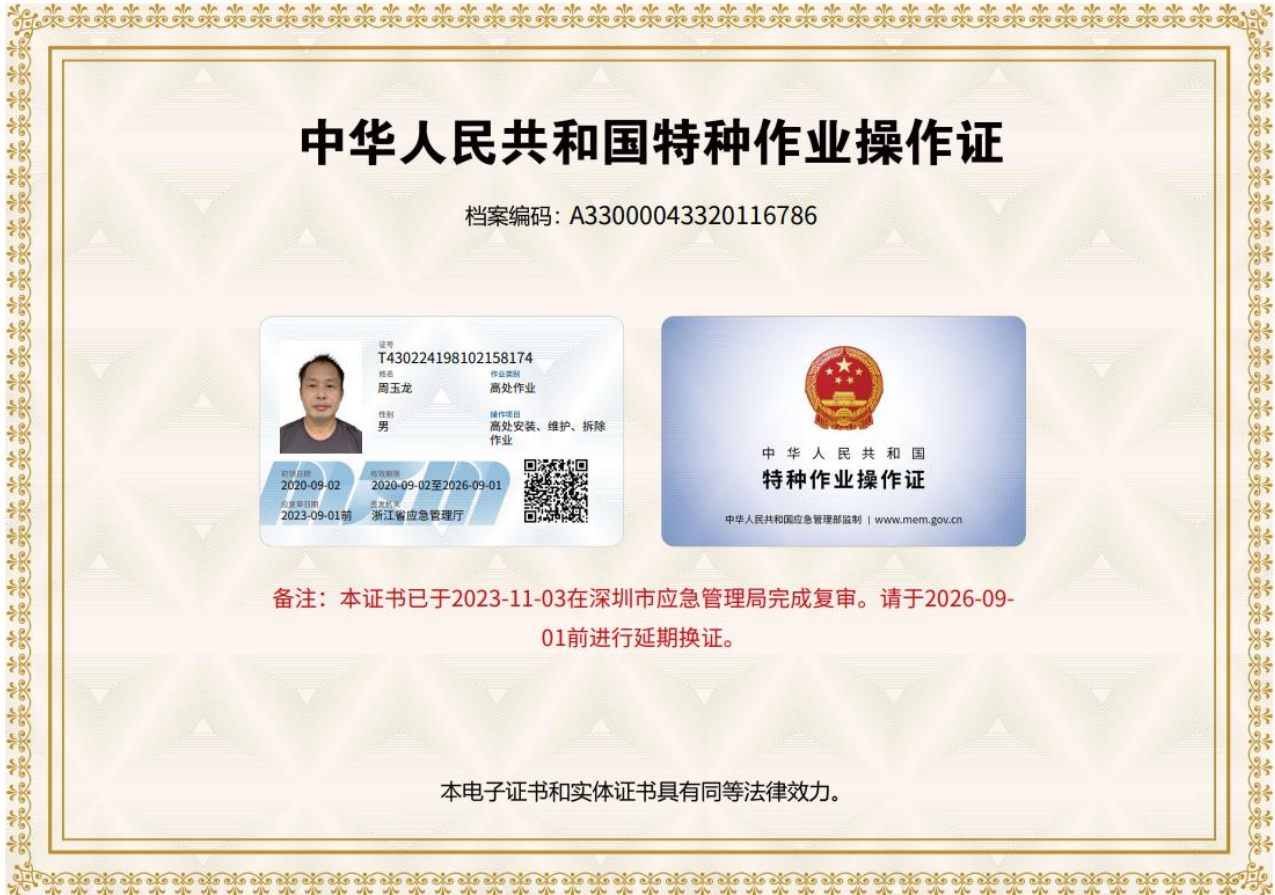 中华人民共和国特种作业操作证
档案编码：A33000043320116786
证号
T430224198102158174
姓名
周玉龙
作业类别
高处作业
性别
男
操作项目
高处安装、维护、拆除
作业
初领日期
2020-09-02
有效期限
2020-09-02至2026-09-01
应复审日期
2023-09-01前
签发机关
浙江省应急管理厅
中华人民共和国
特种作业操作证
中华人民共和国应急管理部监制 | www.mem.gov.cn
备注：本证书已于2023-11-03在深圳市应急管理局完成复审。请于2026-09-
01前进行延期换证。
本电子证书和实体证书具有同等法律效力。